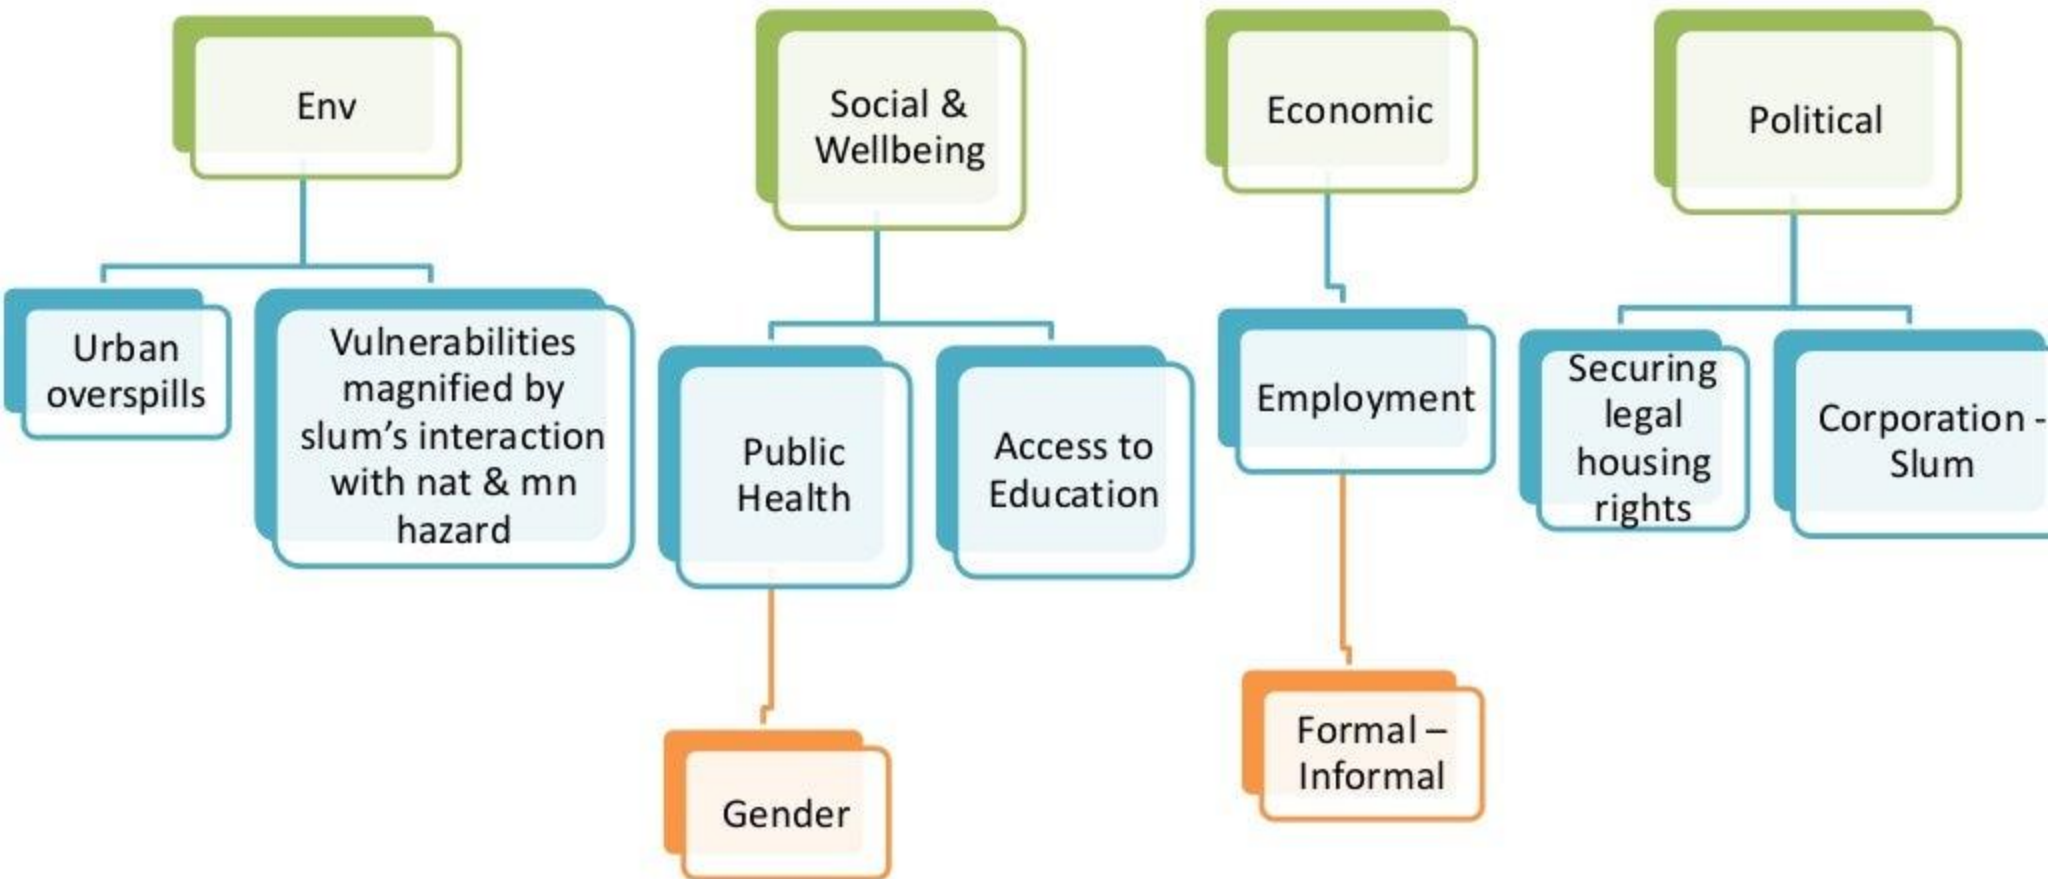 Env
Social &
Wellbeing
Economic
Political
Urban
overspills
Vulnerabilities
magnified by
slum’s interaction
with nat & mn
hazard
Public
Health
Access to
Education
Employment
Securing
legal
housing
rights
Corporation -
Slum
Gender
Formal –
Informal